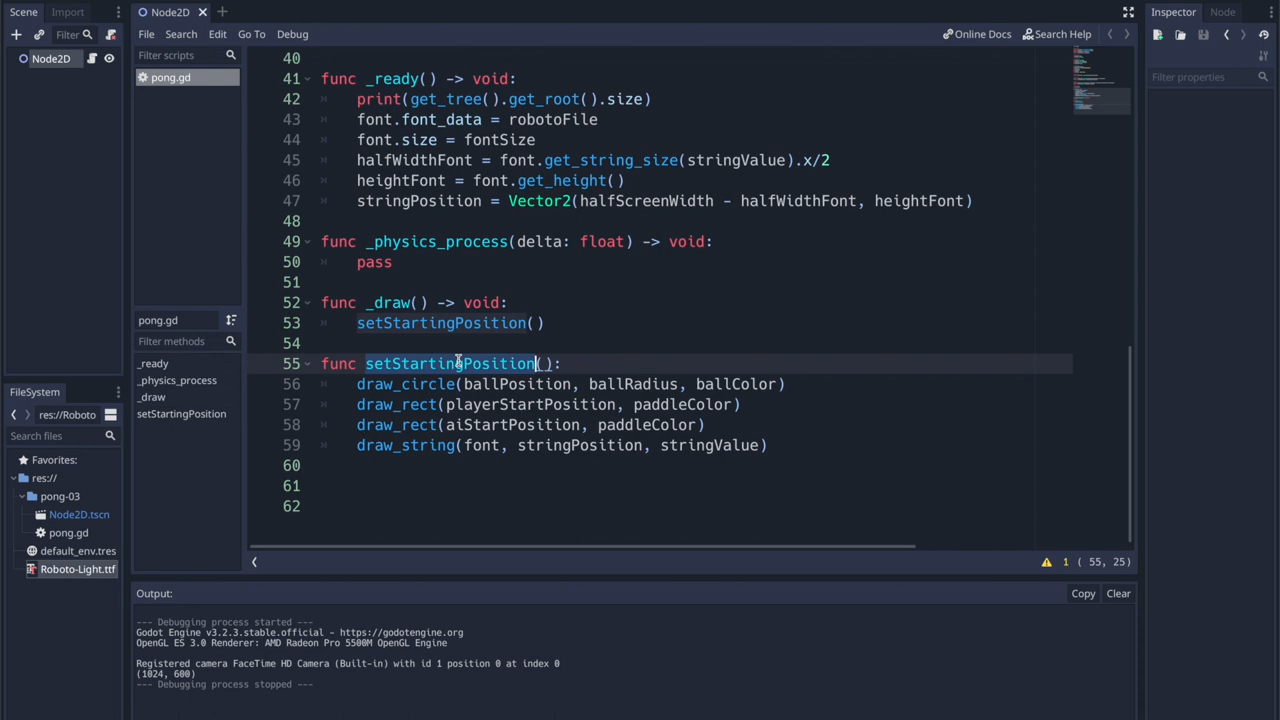 Scene
Import
Filter
Node2D
FileSystem
res://Roboto
Search files
Favorites:
res://
pong-03
Node2D.tscn
pong.gd
default_env.tres
Roboto-Light.ttf
Node2D
File Search Edit Go To Debug
Online Docs Search Help
Filter scripts
pong.gd
pong.gd
Filter methods
_ready
_physics_process
_draw
setStartingPosition
40
41 func _ready() -> void:
42 print(get_tree().get_root().size)
43 font.font_data = robotoFile
44 font.size = fontSize
45 halfWidthFont = font.get_string_size(stringValue).x/2
46 heightFont = font.get_height()
47 stringPosition = Vector2(halfScreenWidth - halfWidthFont, heightFont)
48
49 func _physics_process(delta: float) -> void:
50 pass
51
52 func _draw() -> void:
53 setStartingPosition()
54
55 func setStartingPosition():
56 draw_circle(ballPosition, ballRadius, ballColor)
57 draw_rect(playerStartPosition, paddleColor)
58 draw_rect(aiStartPosition, paddleColor)
59 draw_string(font, stringPosition, stringValue)
60
61
62
1 ( 55, 25)
Output:
Copy Clear
--- Debugging process started ---
Godot Engine v3.2.3.stable.official - https://godotengine.org
OpenGL ES 3.0 Renderer: AMD Radeon Pro 5500M OpenGL Engine
Registered camera FaceTime HD Camera (Built-in) with id 1 position 0 at index 0
(1024, 600)
--- Debugging process stopped ---
Inspector
Node
Filter properties